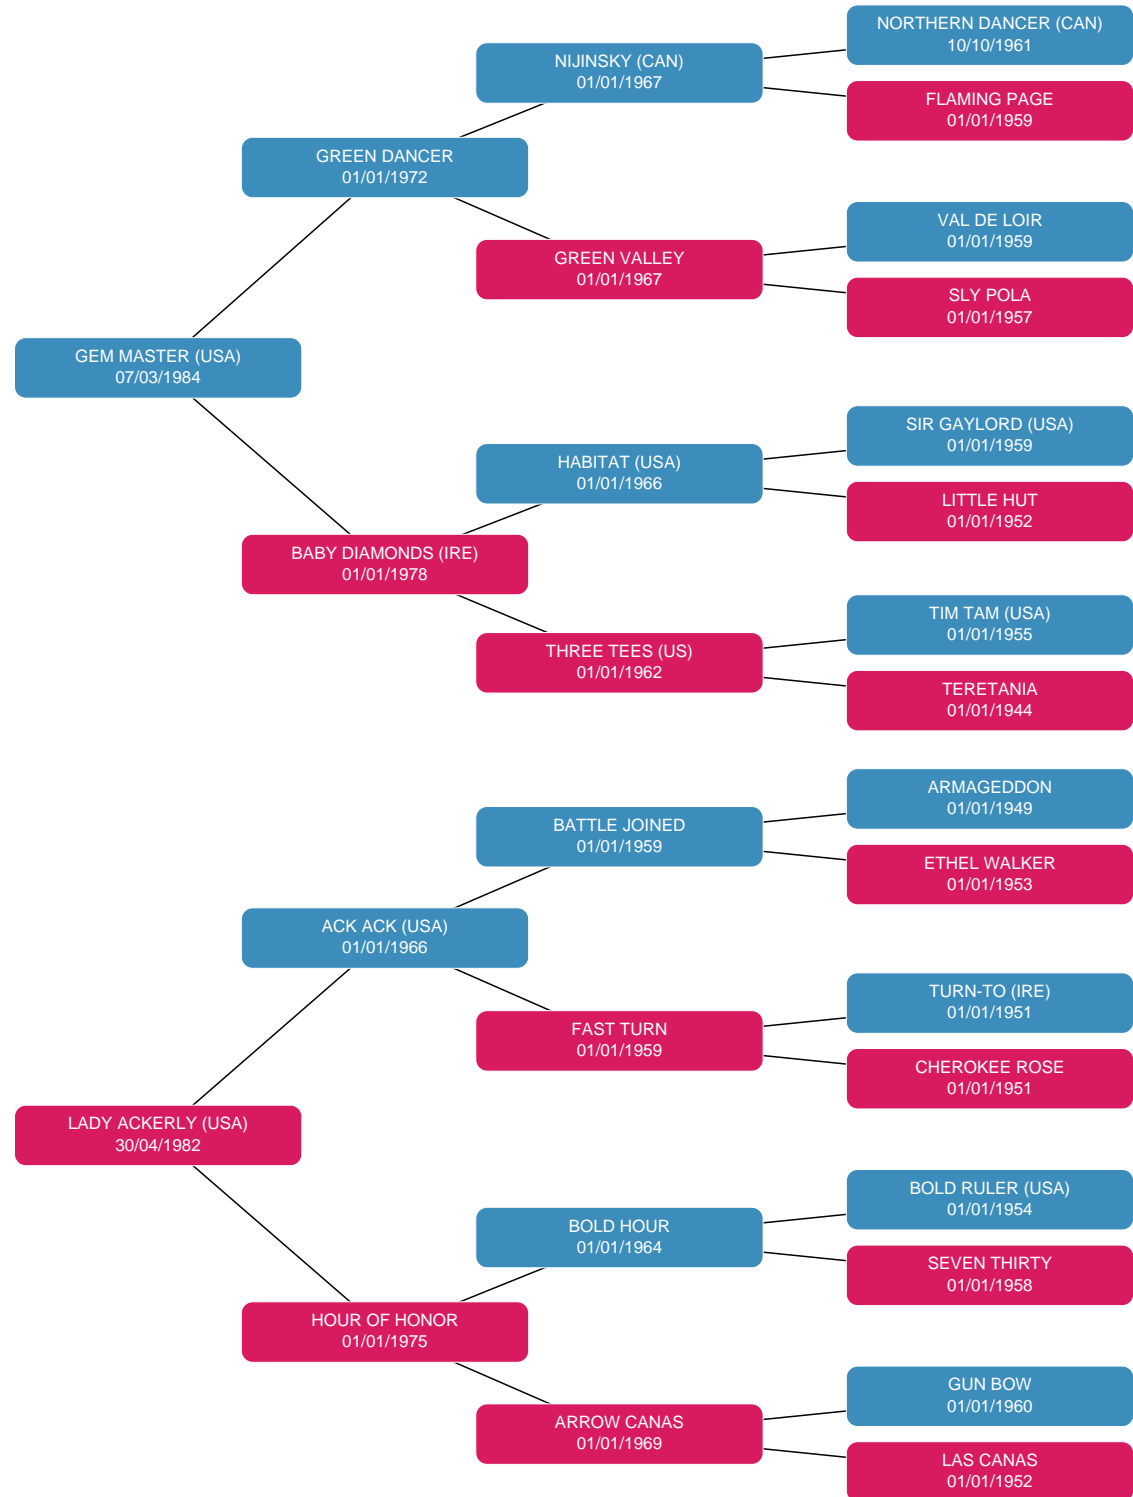 NORTHERN DANCER (CAN)
10/10/1961
NIJINSKY (CAN)
01/01/1967
FLAMING PAGE
01/01/1959
GREEN DANCER
01/01/1972
VAL DE LOIR
01/01/1959
GREEN VALLEY
01/01/1967
SLY POLA
01/01/1957
GEM MASTER (USA)
07/03/1984
SIR GAYLORD (USA)
01/01/1959
HABITAT (USA)
01/01/1966
LITTLE HUT
01/01/1952
BABY DIAMONDS (IRE)
01/01/1978
TIM TAM (USA)
01/01/1955
THREE TEES (US)
01/01/1962
TERETANIA
01/01/1944
ARMAGEDDON
01/01/1949
BATTLE JOINED
01/01/1959
ETHEL WALKER
01/01/1953
ACK ACK (USA)
01/01/1966
TURN-TO (IRE)
01/01/1951
FAST TURN
01/01/1959
CHEROKEE ROSE
01/01/1951
LADY ACKERLY (USA)
30/04/1982
BOLD RULER (USA)
01/01/1954
BOLD HOUR
01/01/1964
SEVEN THIRTY
01/01/1958
HOUR OF HONOR
01/01/1975
GUN BOW
01/01/1960
ARROW CANAS
01/01/1969
LAS CANAS
01/01/1952